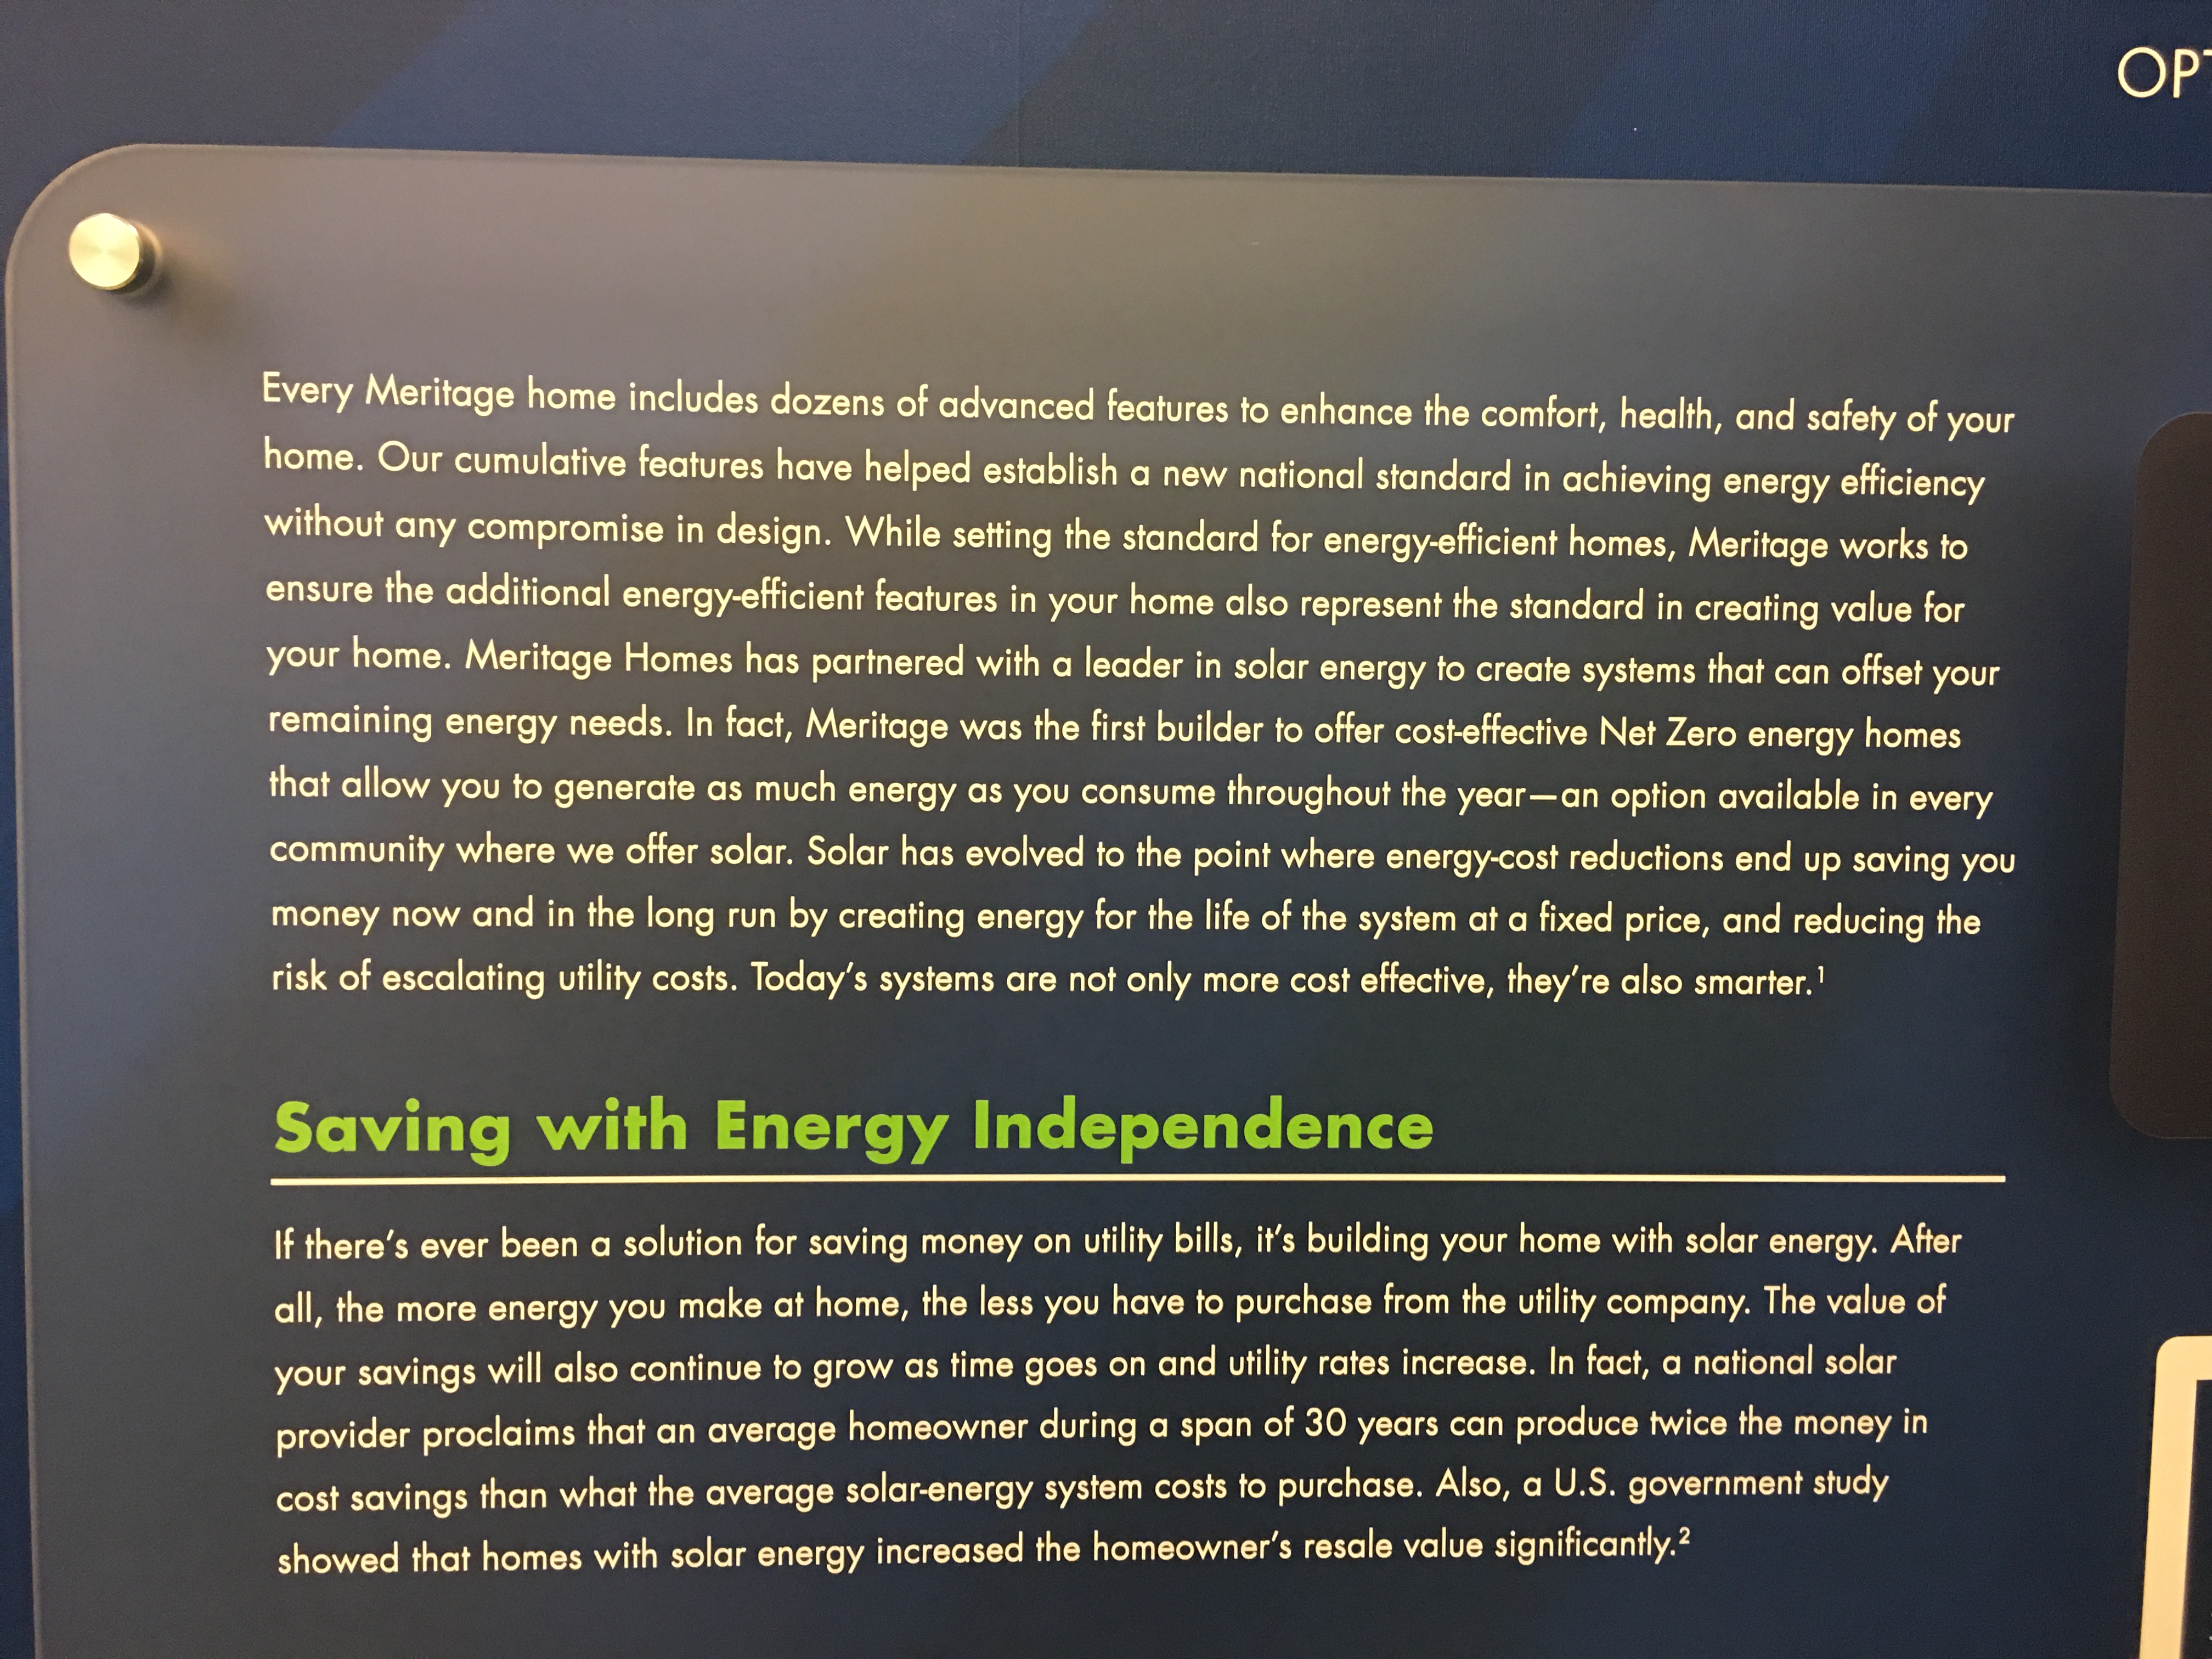 OPT
Every Meritage home includes dozens of advanced features to enhance the comfort, health, and safety of your
home. Our cumulative features have helped establish a new national standard in achieving energy efficiency
without any compromise in design. While setting the standard for energy-efficient homes, Meritage works to
ensure the additional energy-efficient features in your home also represent the standard in creating value for
your home. Meritage Homes has partnered with a leader in solar energy to create systems that can offset your
remaining energy needs. In fact, Meritage was the first builder to offer cost-effective Net Zero energy homes
that allow you to generate as much energy as you consume throughout the year—an option available in every
community where we offer solar. Solar has evolved to the point where energy-cost reductions end up saving you
money now and in the long run by creating energy for the life of the system at a fixed price, and reducing the
risk of escalating utility costs. Today’s systems are not only more cost effective, they’re also smarter.¹
Saving with Energy Independence
If there’s ever been a solution for saving money on utility bills, it’s building your home with solar energy. After
all, the more energy you make at home, the less you have to purchase from the utility company. The value of
your savings will also continue to grow as time goes on and utility rates increase. In fact, a national solar
provider proclaims that an average homeowner during a span of 30 years can produce twice the money in
cost savings than what the average solar-energy system costs to purchase. Also, a U.S. government study
showed that homes with solar energy increased the homeowner’s resale value significantly.²